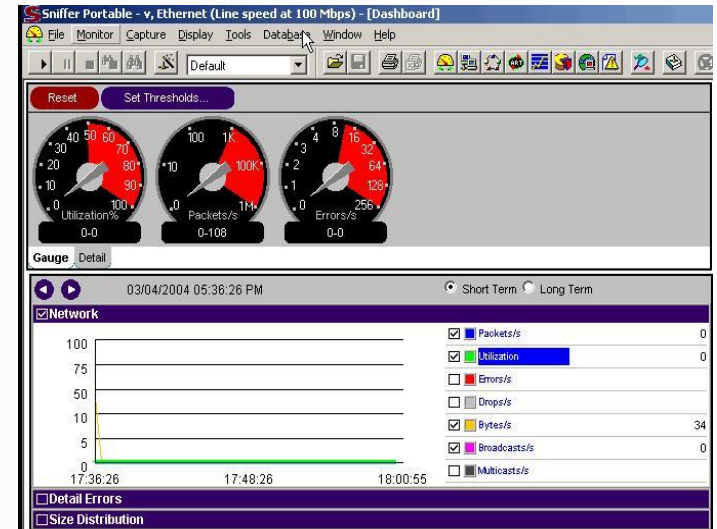 Sniffer Portable - v, Ethernet (Line speed at 100 Mbps) - [Dashboard]
File Monitor Capture Display Tools Database Window Help
Default
Reset Set Thresholds...
0 10 20 30 40 50 60 70 80 90 100
Utilization%
0-0
0 10 100 1K 100K 1M
Packets/s
0-108
0 1 2 3 4 8 16 32 64 128 256
Errors/s
0-0
Gauge Detail
03/04/2004 05:36:26 PM Short Term Long Term
Network
100
75
50
10
5
0
17:36:26 17:48:26 18:00:55
Packets/s 0
Utilization 0
Errors/s
Drops/s
Bytes/s 34
Broadcasts/s 0
Multicasts/s
Detail Errors
Size Distribution